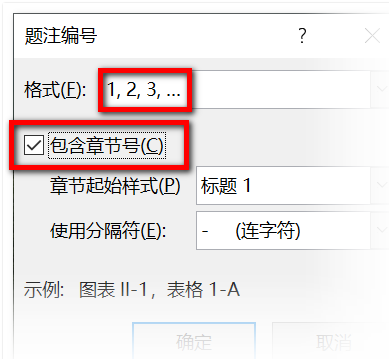 题注编号 ?
格式(F): 1, 2, 3, ...
包含章节号(C)
章节起始样式(P) 标题 1
使用分隔符(E): - (连字符)
示例: 图表 II-1，表格 1-A
确定 取消